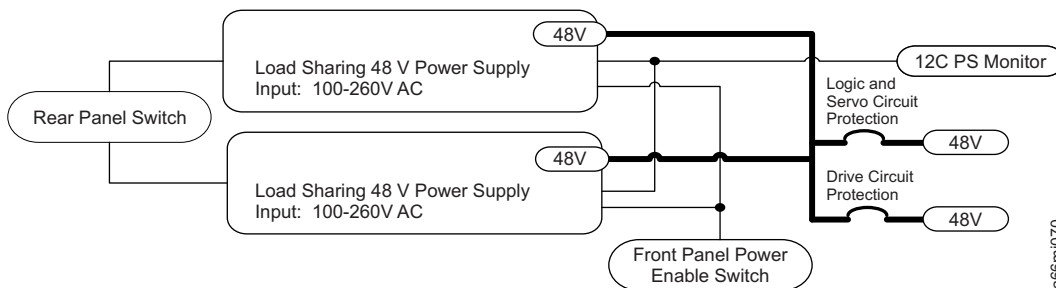 48V
Load Sharing 48 V Power Supply
Input: 100-260V AC
12C PS Monitor
Rear Panel Switch
Logic and
Servo Circuit
Protection
48V
48V
Load Sharing 48 V Power Supply
Input: 100-260V AC
Drive Circuit
Protection
48V
Front Panel Power
Enable Switch
a66mi070